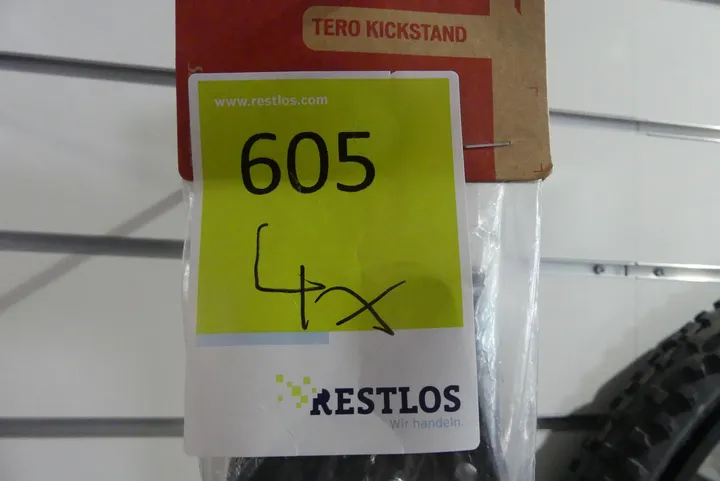 TERO KICKSTAND
www.restlos.com
605
4x
RESTLOS
Wir handeln.